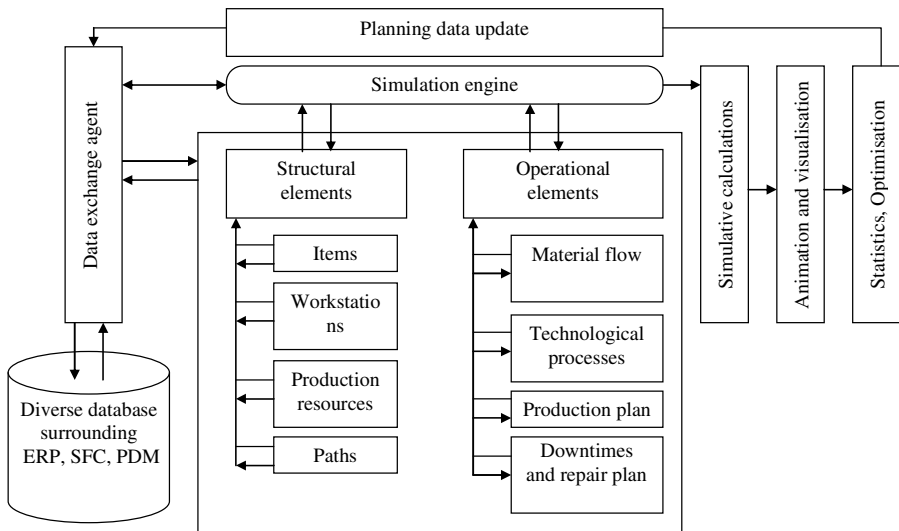 Planning data update
Simulation engine
Data exchange agent
Structural
elements
Operational
elements
Items
Workstatio
ns
Production
resources
Paths
Material flow
Technological
processes
Production plan
Downtimes
and repair plan
Simulative calculations
Animation and visualisation
Statistics, Optimisation
Diverse database
surrounding
ERP, SFC, PDM